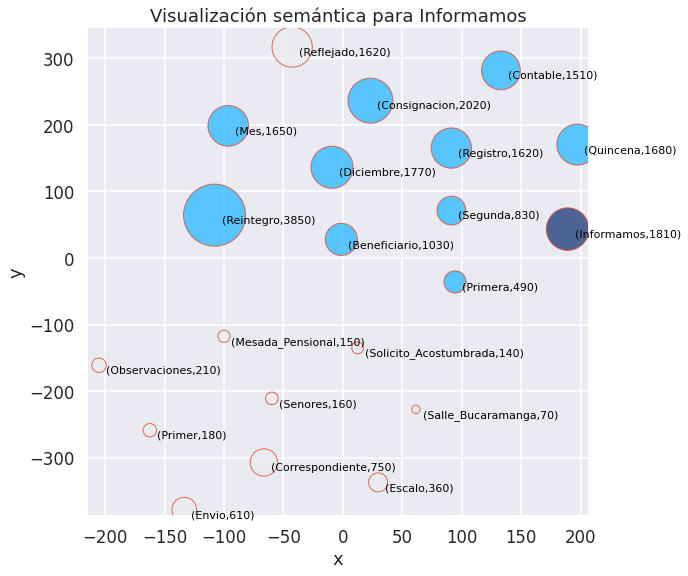 Visualización semántica para Informamos
300
200
100
0
−100
−200
−300
y
(Reflejado,1620)
(Contable,1510)
(Consignacion,2020)
(Mes,1650)
(Registro,1620)
(Quincena,1680)
(Diciembre,1770)
(Reintegro,3850)
(Segunda,830)
(Informamos,1810)
(Beneficiario,1030)
(Primera,490)
(Mesada_Pensional,150)
(Solicito_Acostumbrada,140)
(Observaciones,210)
(Senores,160)
(Salle_Bucaramanga,70)
(Primer,180)
(Correspondiente,750)
(Escalo,360)
(Envio,610)
−200 −150 −100 −50 0 50 100 150 200
x